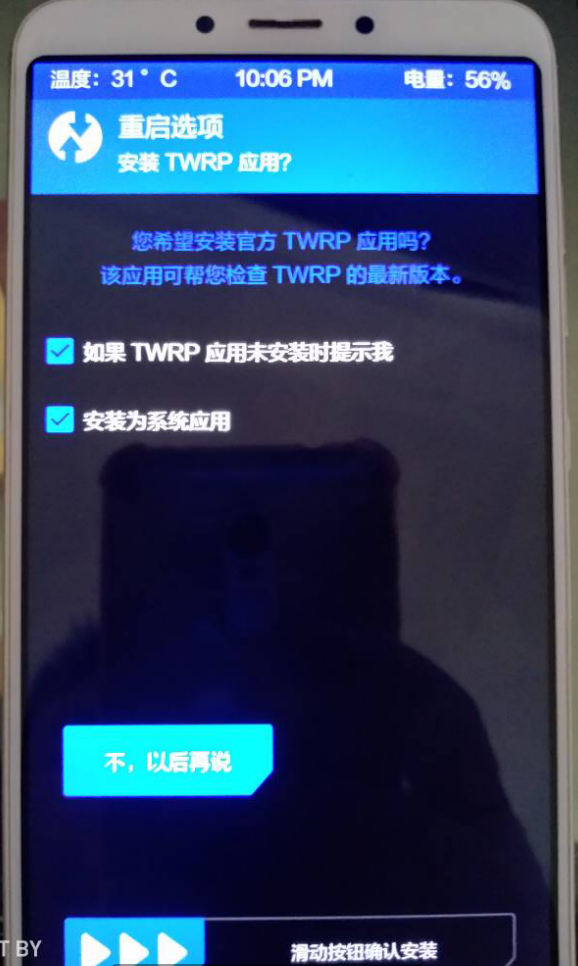 温度：31 ° C 10:06 PM 电量：56%
重启选项
安装 TWRP 应用?
您希望安装官方 TWRP 应用吗?
该应用可帮您检查 TWRP 的最新版本。
如果 TWRP 应用未安装时提示我
安装为系统应用
不，以后再说
滑动按钮确认安装
T BY